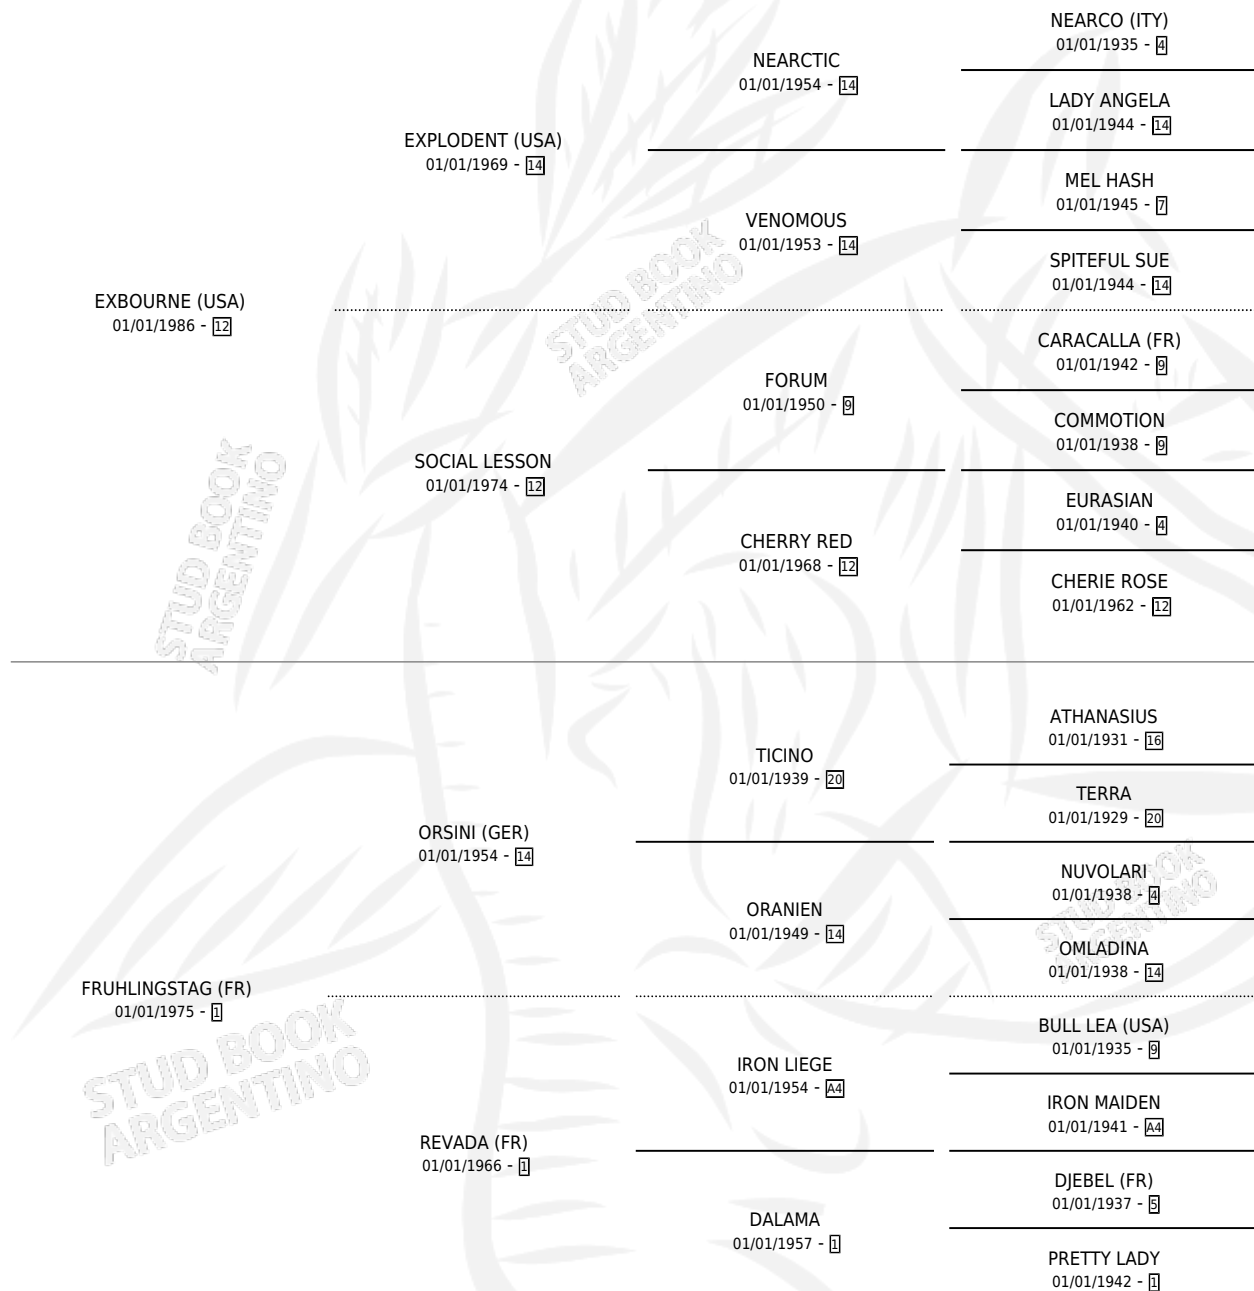 NEARCO (ITY)
01/01/1935 - 4
NEARCTIC
01/01/1954 - 14
LADY ANGELA
01/01/1944 - 14
EXPLODENT (USA)
01/01/1969 - 14
MEL HASH
01/01/1945 - 7
VENOMOUS
01/01/1953 - 14
SPITEFUL SUE
01/01/1944 - 14
EXBOURNE (USA)
01/01/1986 - 12
STUD BOOK
ARGENTINO
CARACALLA (FR)
01/01/1942 - 9
FORUM
01/01/1950 - 9
COMMOTION
01/01/1938 - 9
SOCIAL LESSON
01/01/1974 - 12
EURASIAN
01/01/1940 - 4
CHERRY RED
01/01/1968 - 12
CHERIE ROSE
01/01/1962 - 12
STUD BOOK
ARGENTINO
ATHANASIUS
01/01/1931 - 16
TICINO
01/01/1939 - 20
TERRA
01/01/1929 - 20
ORSINI (GER)
01/01/1954 - 14
NUVOLARI
01/01/1938 - 4
ORANIEN
01/01/1949 - 14
OMLADINA
01/01/1938 - 14
STUD BOOK
ARGENTINO
FRUHLINGSTAG (FR)
01/01/1975 - 1
BULL LEA (USA)
01/01/1935 - 9
IRON LIEGE
01/01/1954 - A4
IRON MAIDEN
01/01/1941 - A4
STUD BOOK
ARGENTINO
REVADA (FR)
01/01/1966 - 1
DJEBEL (FR)
01/01/1937 - 5
DALAMA
01/01/1957 - 1
PRETTY LADY
01/01/1942 - 1